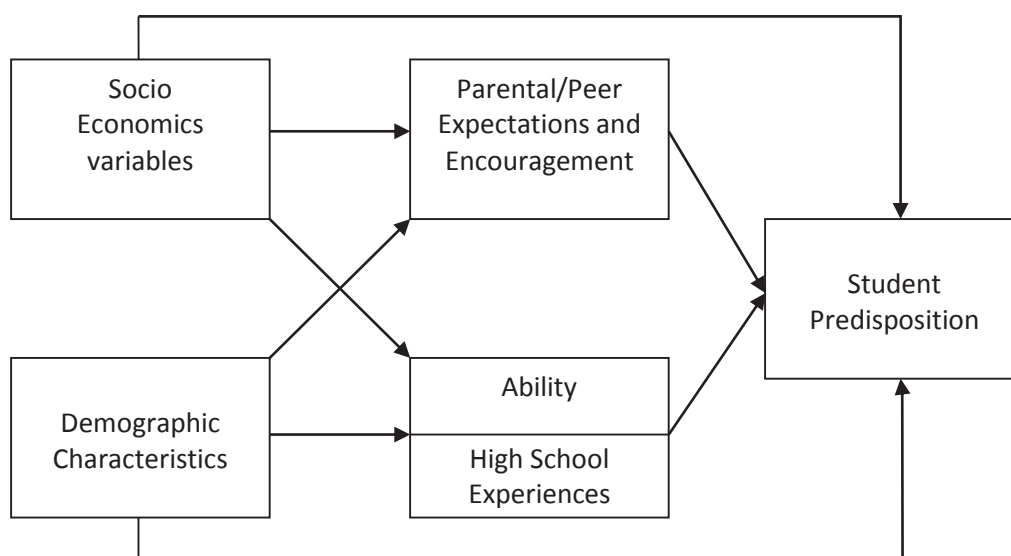 Socio
Economics
variables
Parental/Peer
Expectations and
Encouragement
Student
Predisposition
Demographic
Characteristics
Ability
High School
Experiences